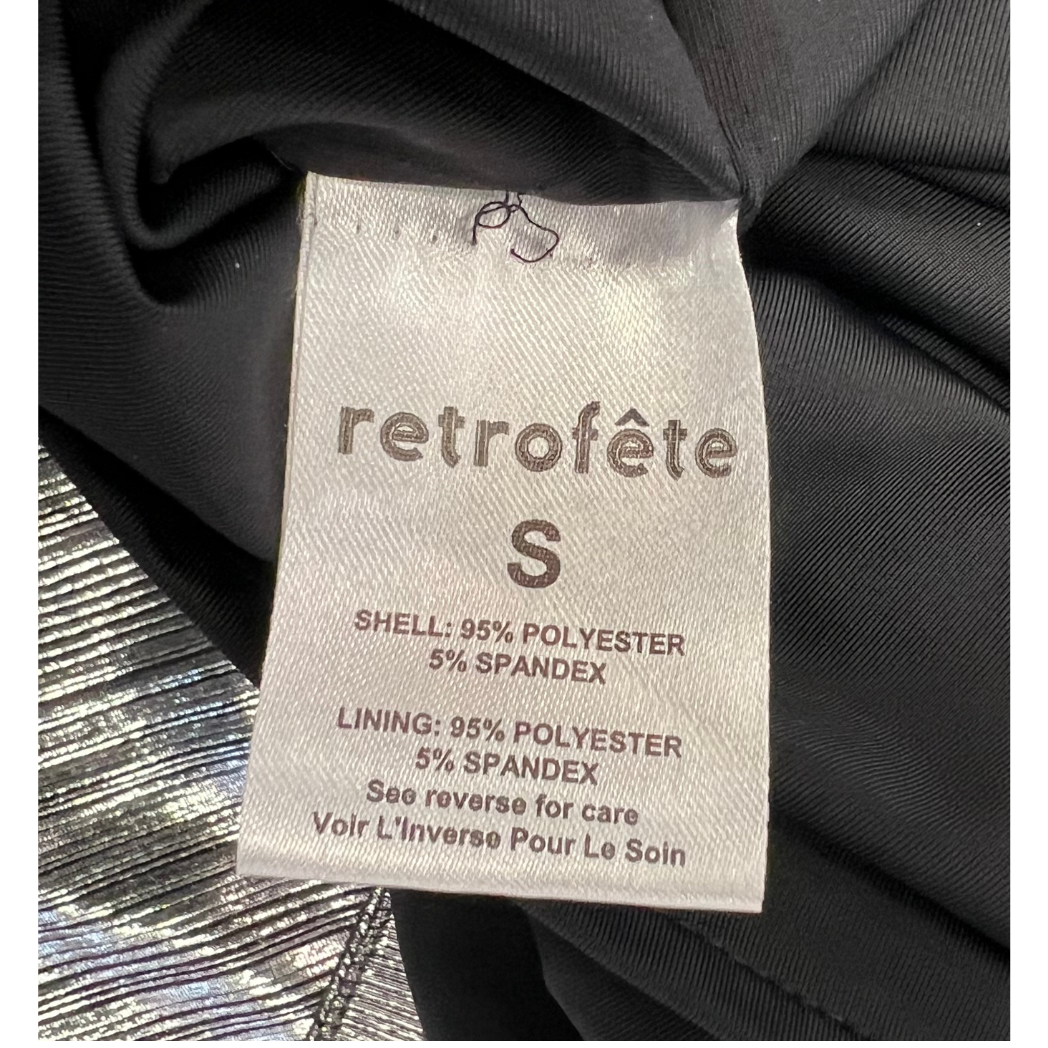 retrofête
S
SHELL: 95% POLYESTER
5% SPANDEX
LINING: 95% POLYESTER
5% SPANDEX
See reverse for care
Voir L'Inverse Pour Le Soin